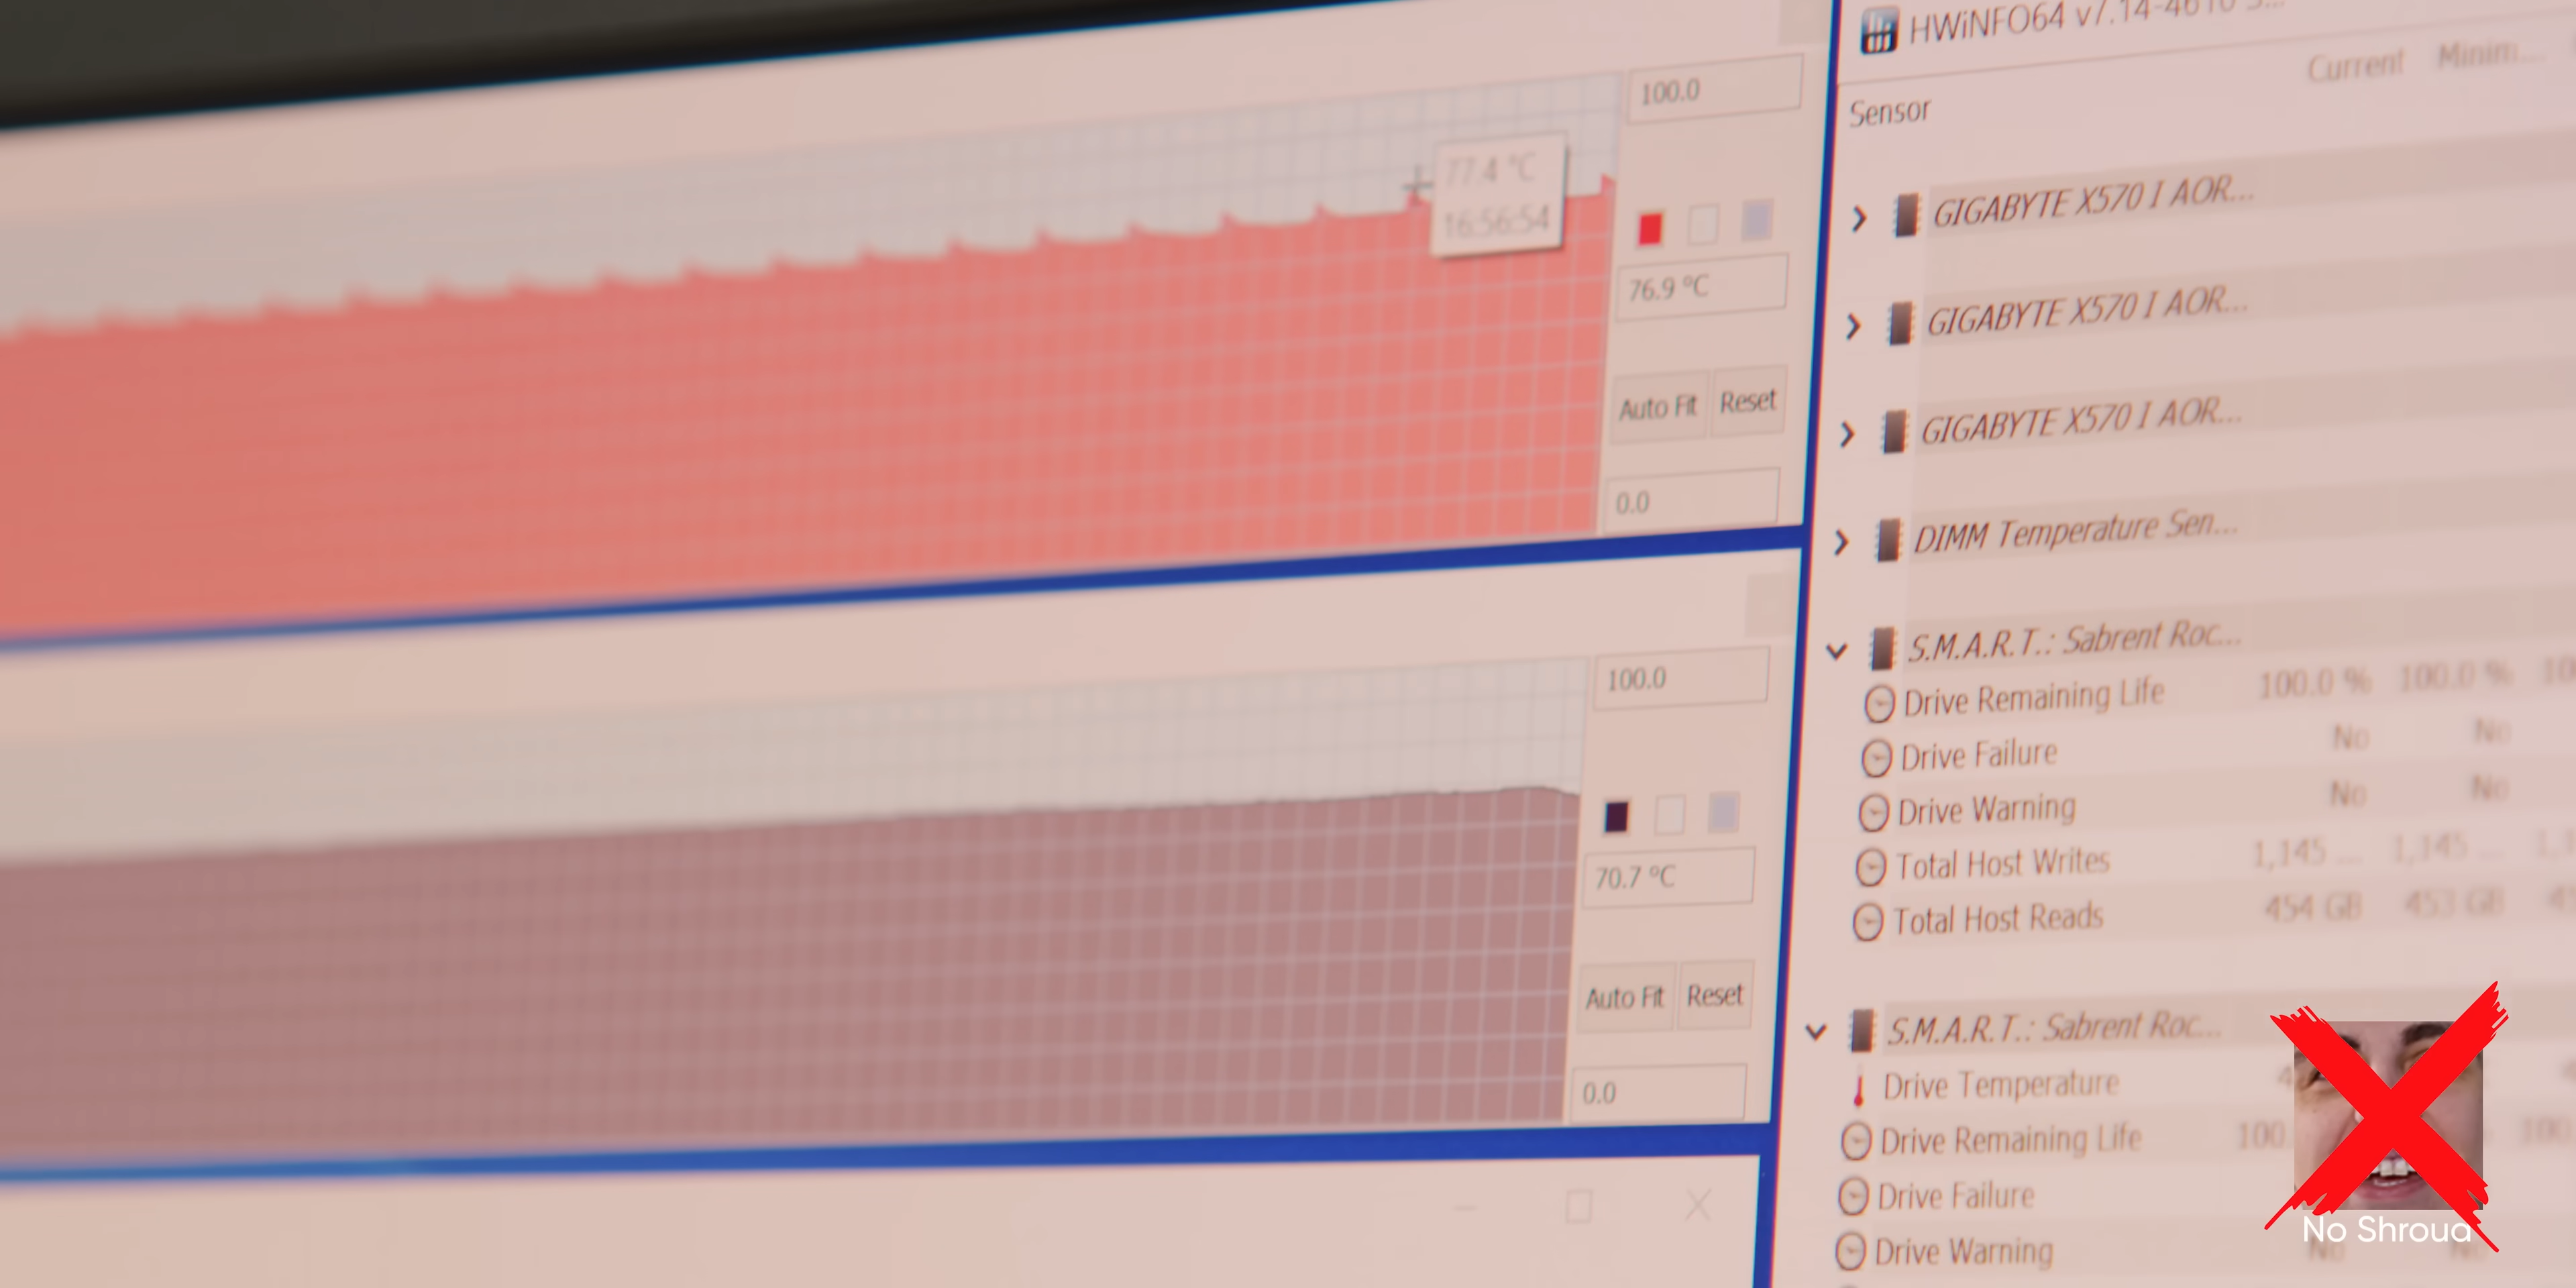 100.0
77.4 °C
16:56:54
76.9 °C
Auto Fit Reset
0.0
100.0
70.7 °C
Auto Fit Reset
0.0
HWiNFO64
Current Minim...
Sensor
GIGABYTE X570 I AOR...
GIGABYTE X570 I AOR...
GIGABYTE X570 I AOR...
DIMM Temperature Sen...
S.M.A.R.T.: Sabrent Roc...
Drive Remaining Life 100.0 % 100.0 %
Drive Failure No No
Drive Warning No No
Total Host Writes 1,145 ... 1,145 ...
Total Host Reads 454 GB 453 GB
S.M.A.R.T.: Sabrent Roc...
Drive Temperature
Drive Remaining Life 100
Drive Failure
Drive Warning No
No Shroud